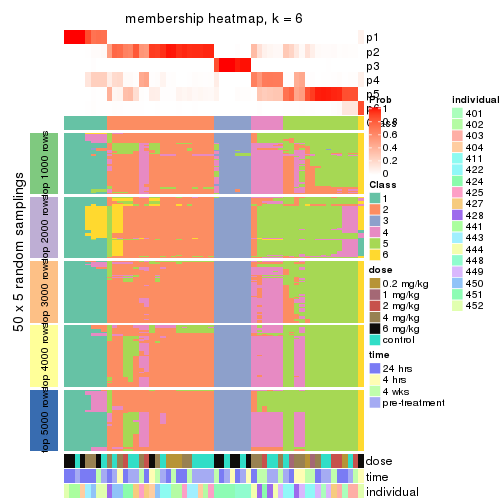 membership heatmap, k = 6
p1
p2
p3
p4
p5
50 x 5 random samplings
top 1000 rows
top 2000 rows
top 3000 rows
top 4000 rows
top 5000 rows
dose
time
individual
Prob
1
0.8
0.6
0.4
0.2
0
Class
1
2
3
4
5
6
dose
0.2 mg/kg
1 mg/kg
2 mg/kg
4 mg/kg
6 mg/kg
control
time
24 hrs
4 hrs
4 wks
pre-treatment
individual
401
402
403
404
411
422
424
425
427
428
441
443
444
448
449
450
451
452